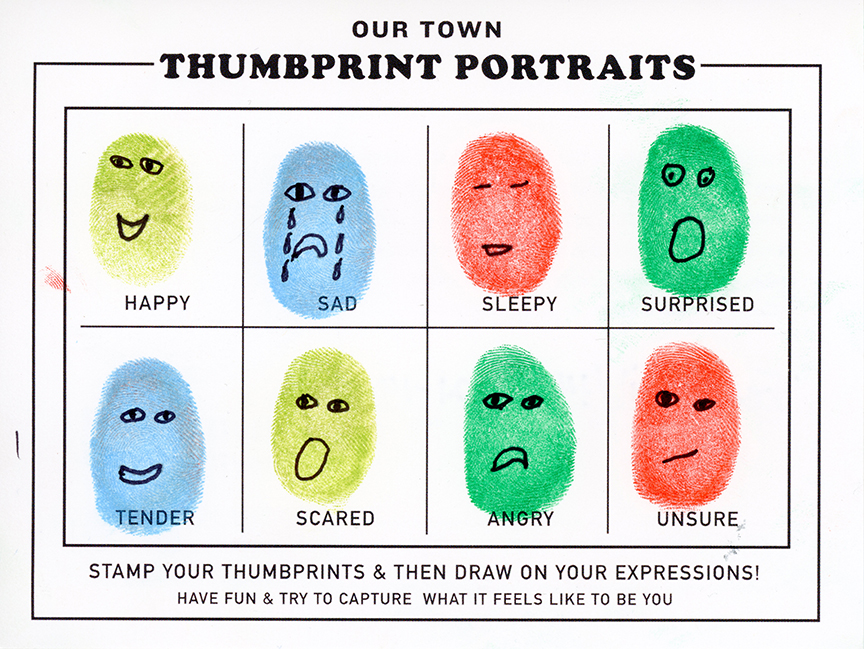 OUR TOWN
THUMBPRINT PORTRAITS
HAPPY
SAD
SLEEPY
SURPRISED
TENDER
SCARED
ANGRY
UNSURE
STAMP YOUR THUMBPRINTS & THEN DRAW ON YOUR EXPRESSIONS!
HAVE FUN & TRY TO CAPTURE WHAT IT FEELS LIKE TO BE YOU